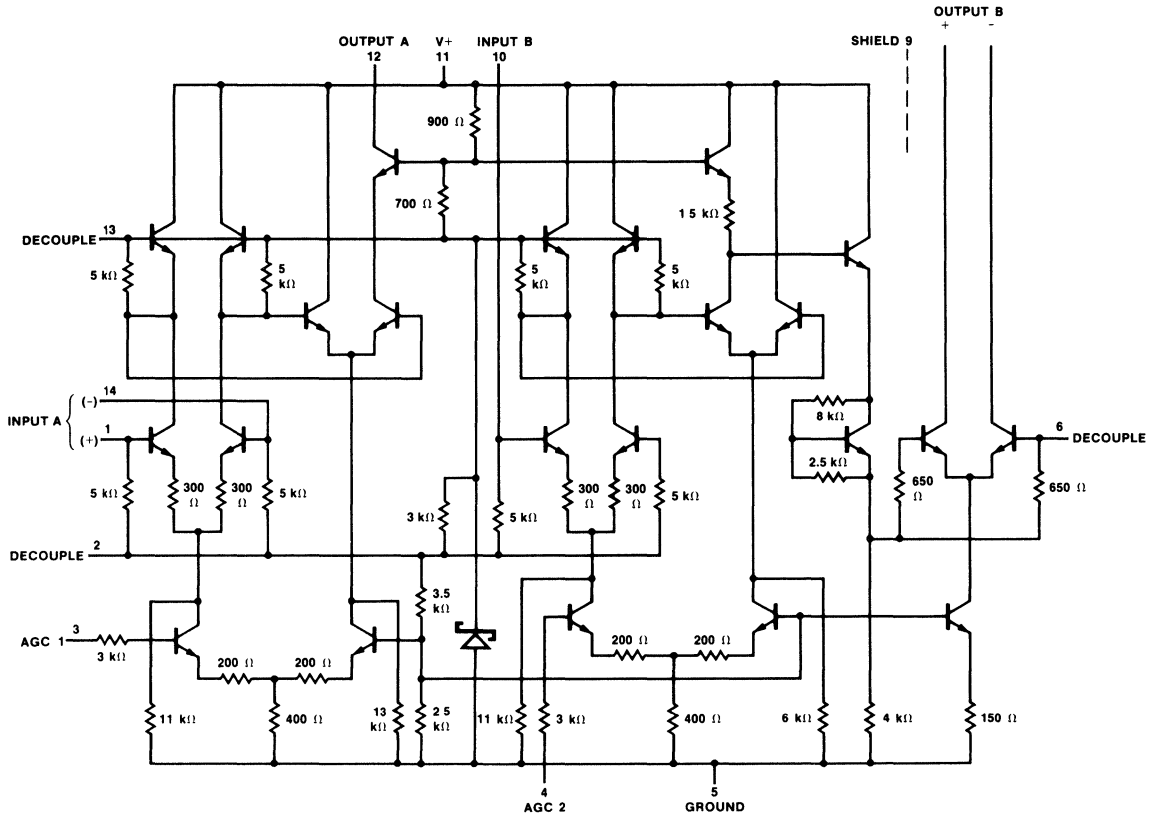 OUTPUT B
+ -
OUTPUT A V+ INPUT B SHIELD 9
12 11 10
900 Ω
700 Ω
1 5 kΩ
DECOUPLE 13
5 kΩ
5
kΩ
5
kΩ
5
kΩ
14
INPUT A { (-)
(+) 1
8 kΩ
6 DECOUPLE
2.5 kΩ
300
Ω
300
Ω
5 kΩ
5 kΩ
3 kΩ
5 kΩ
300
Ω
300
Ω
5 kΩ
650
Ω
650 Ω
DECOUPLE 2
3.5
kΩ
AGC 1 3
3 kΩ
200 Ω
200 Ω
200 Ω
200 Ω
11 kΩ
400 Ω
13
kΩ
2 5
kΩ
11 kΩ
3 kΩ
400 Ω
6 kΩ
4 kΩ
150 Ω
4
AGC 2
5
GROUND